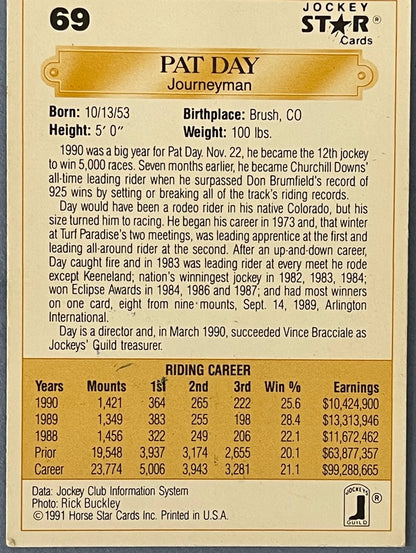 69
JOCKEY
ST★R®
Cards
PAT DAY
Journeyman
Born: 10/13/53 Birthplace: Brush, CO
Height: 5' 0" Weight: 100 lbs.
1990 was a big year for Pat Day. Nov. 22, he became the 12th jockey
to win 5,000 races. Seven months earlier, he became Churchill Downs'
all-time leading rider when he surpassed Don Brumfield's record of
925 wins by setting or breaking all of the track's riding records.
Day would have been a rodeo rider in his native Colorado, but his
size turned him to racing. He began his career in 1973 and, that winter
at Turf Paradise's two meetings, was leading apprentice at the first and
leading all-around rider at the second. After an up-and-down career,
Day caught fire and in 1983 was leading rider at every meet he rode
except Keeneland; nation's winningest jockey in 1982, 1983, 1984;
won Eclipse Awards in 1984, 1986 and 1987; and had most winners
on one card, eight from nine mounts, Sept. 14, 1989, Arlington
International.
Day is a director and, in March 1990, succeeded Vince Bracciale as
Jockeys' Guild treasurer.
RIDING CAREER
Years Mounts 1st 2nd 3rd Win % Earnings
1990 1,421 364 265 222 25.6 $10,424,900
1989 1,349 383 255 198 28.4 $13,313,946
1988 1,456 322 249 206 22.1 $11,672,462
Prior 19,548 3,937 3,174 2,655 20.1 $63,877,357
Career 23,774 5,006 3,943 3,281 21.1 $99,288,665
Data: Jockey Club Information System
Photo: Rick Buckley
©1991 Horse Star Cards Inc. Printed in U.S.A.
JOCKEYS'
J ®
GUILD